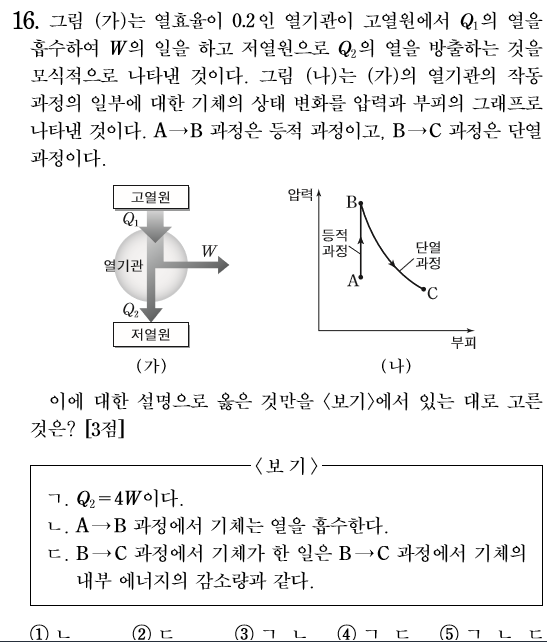 16. 그림 (가)는 열효율이 0.2인 열기관이 고열원에서 Q₁의 열을
흡수하여 W의 일을 하고 저열원으로 Q₂의 열을 방출하는 것을
모식적으로 나타낸 것이다. 그림 (나)는 (가)의 열기관의 작동
과정의 일부에 대한 기체의 상태 변화를 압력과 부피의 그래프로
나타낸 것이다. A→B 과정은 등적 과정이고, B→C 과정은 단열
과정이다.
고열원
Q₁
열기관
W
Q₂
저열원
(가)
압력
B
등적
과정
단열
과정
A
C
부피
(나)
이에 대한 설명으로 옳은 것만을 〈보기〉에서 있는 대로 고른
것은? [3점]
〈보 기〉
ㄱ. Q₂=4W이다.
ㄴ. A→B 과정에서 기체는 열을 흡수한다.
ㄷ. B→C 과정에서 기체가 한 일은 B→C 과정에서 기체의
내부 에너지의 감소량과 같다.
① ㄴ ② ㄷ ③ ㄱ ㄴ ④ ㄱ ㄷ ⑤ ㄱ ㄴ ㄷ